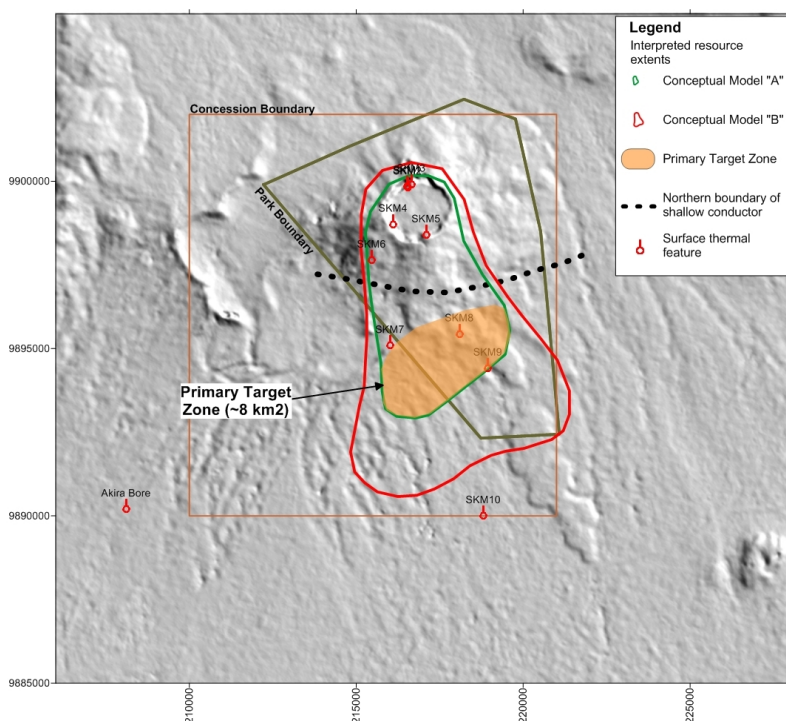 Legend
Interpreted resource
extents
Conceptual Model "A"
Conceptual Model "B"
Primary Target Zone
Northern boundary of
shallow conductor
Surface thermal
feature
Concession Boundary
Park Boundary
9900000
SKM4
SKM5
SKM6
9895000
SKM7
SKM8
SKM9
Primary Target
Zone (~8 km2)
Akira Bore
9890000
SKM10
9885000
210000
215000
220000
225000